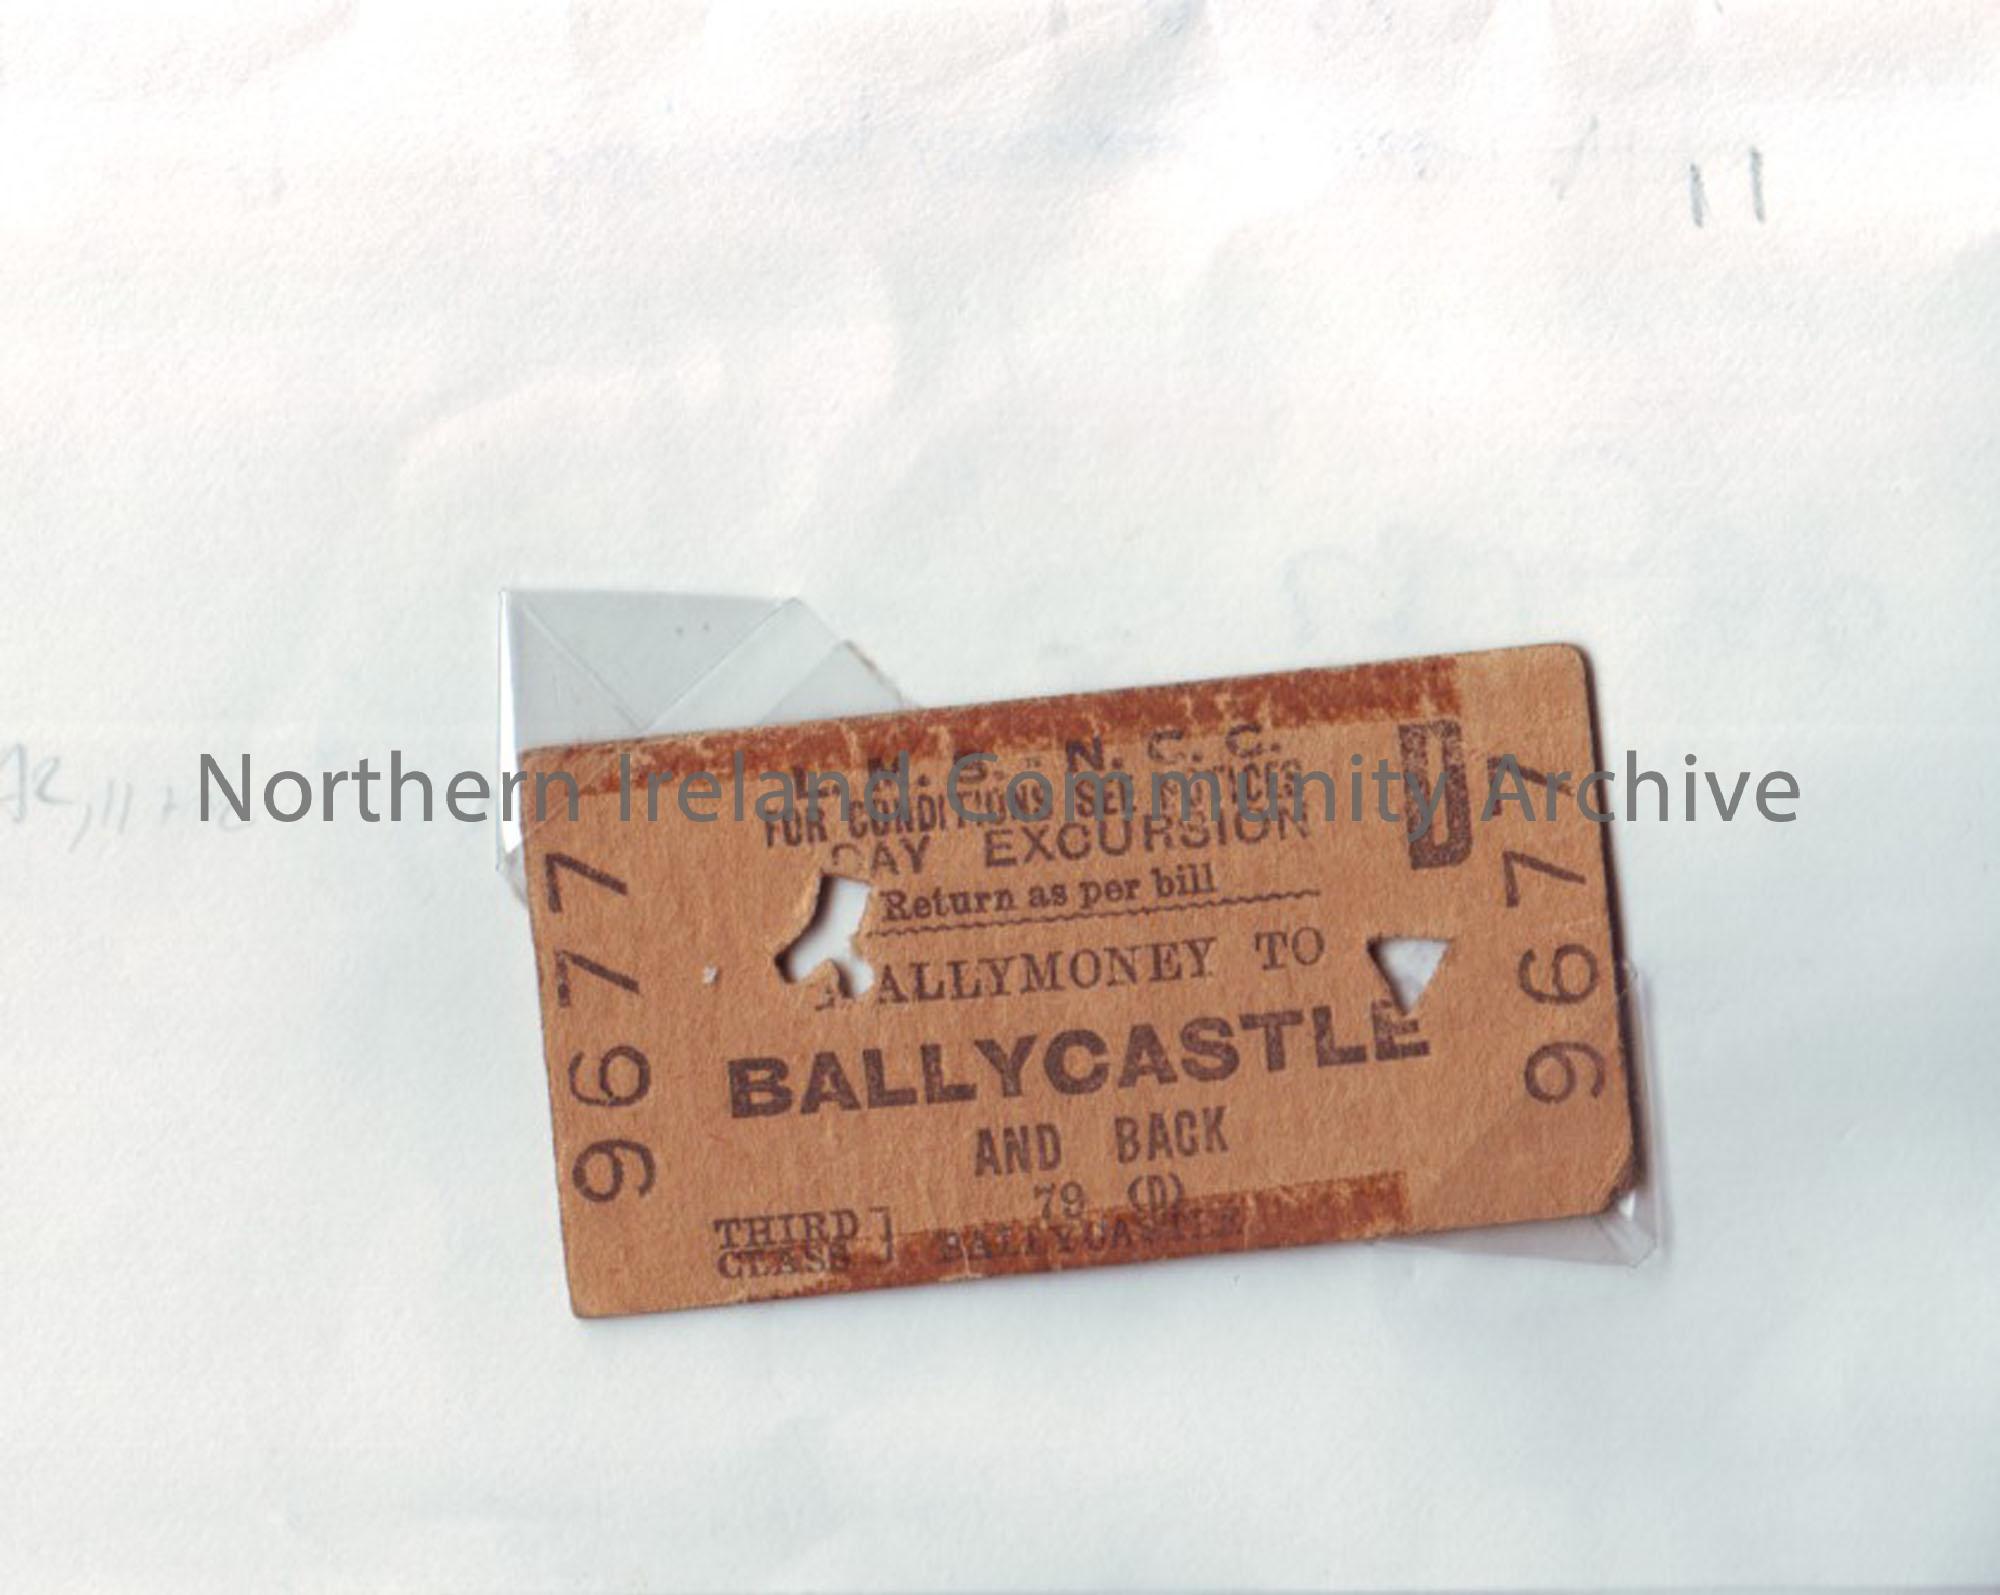 11
Northern Ireland Community Archive
L. M. S. - N. C. C.
FOR CONDITIONS SEE NOTICES
DAY EXCURSION
D
Return as per bill
BALLYMONEY TO
BALLYCASTLE
AND BACK
79 (D)
THIRD CLASS ] BALLYCASTLE
9677
9677